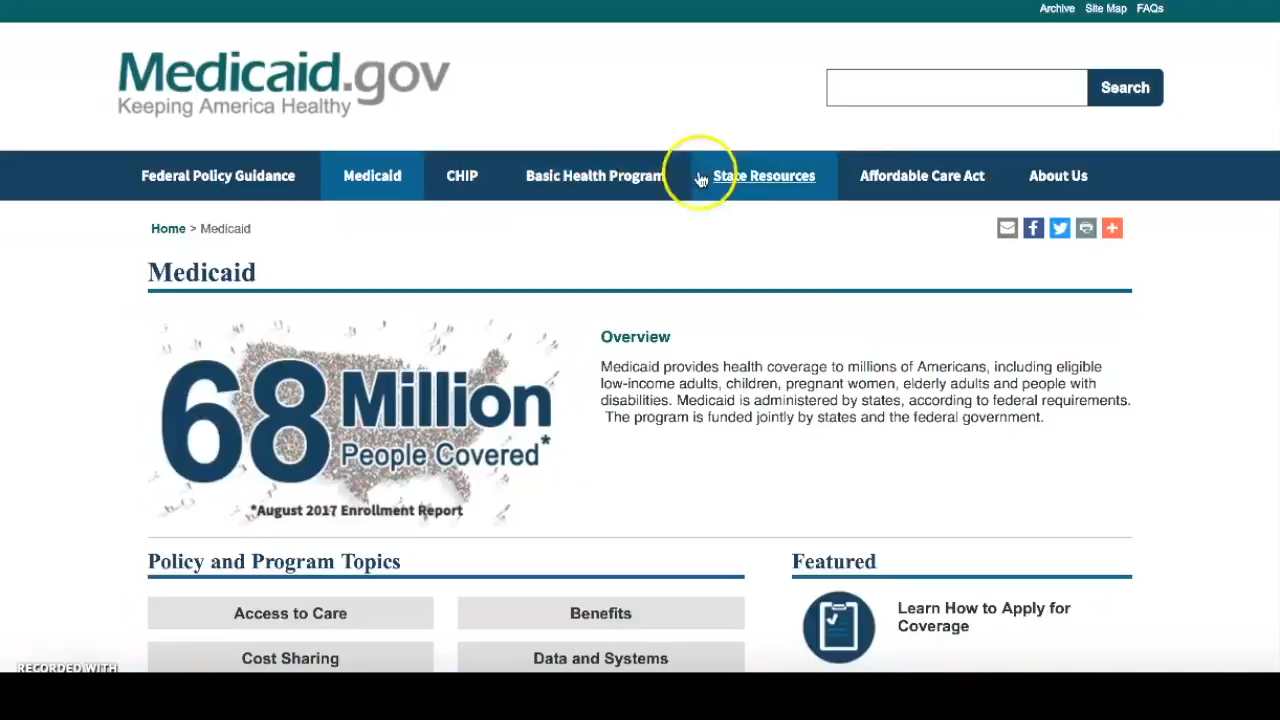 Archive Site Map FAQs
Medicaid.gov
Keeping America Healthy
Search
Federal Policy Guidance Medicaid CHIP Basic Health Program State Resources Affordable Care Act About Us
Home > Medicaid
Medicaid
68 Million
People Covered*
*August 2017 Enrollment Report
Overview
Medicaid provides health coverage to millions of Americans, including eligible
low-income adults, children, pregnant women, elderly adults and people with
disabilities. Medicaid is administered by states, according to federal requirements.
The program is funded jointly by states and the federal government.
Policy and Program Topics
Access to Care
Benefits
Cost Sharing
Data and Systems
Featured
Learn How to Apply for
Coverage
RECORDED WITH